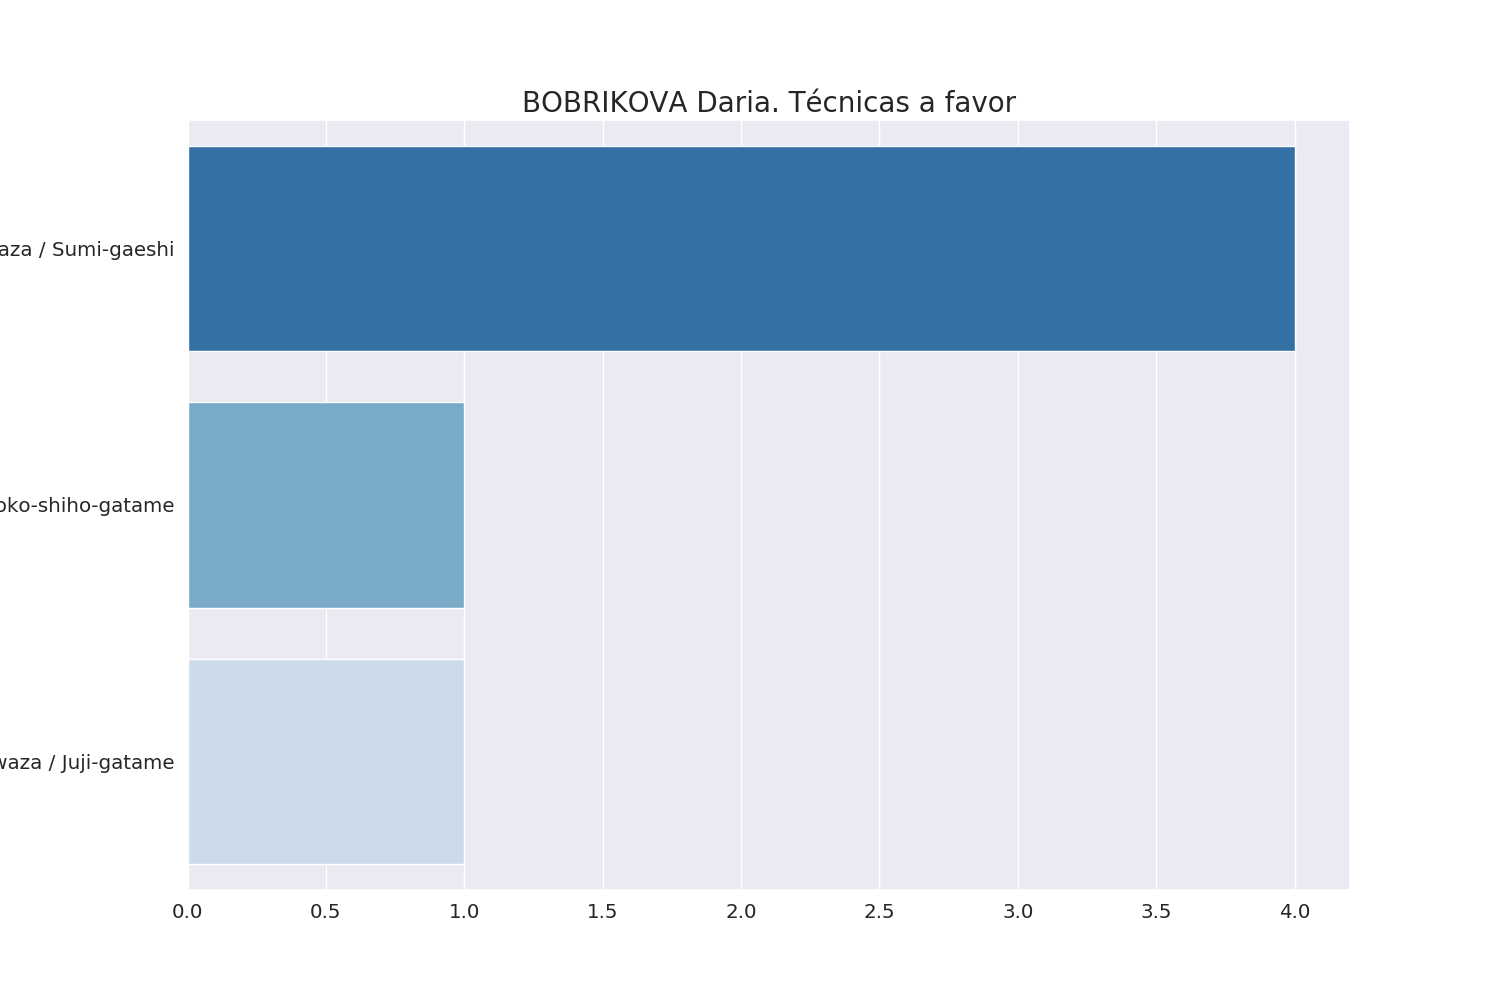 BOBRIKOVA Daria. Técnicas a favor
aza / Sumi-gaeshi
oko-shiho-gatame
waza / Juji-gatame
0.0 0.5 1.0 1.5 2.0 2.5 3.0 3.5 4.0